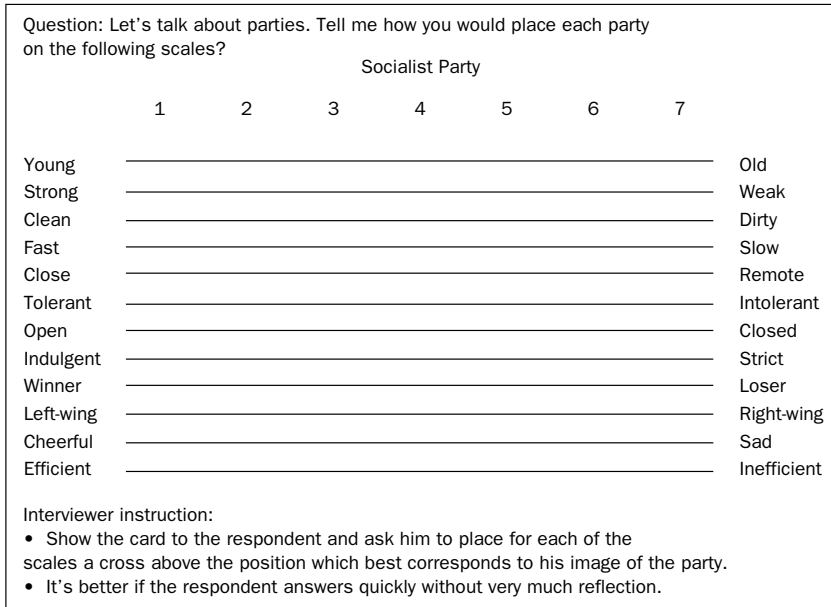 Question: Let’s talk about parties. Tell me how you would place each party
on the following scales?
Socialist Party
1 2 3 4 5 6 7
Young Old
Strong Weak
Clean Dirty
Fast Slow
Close Remote
Tolerant Intolerant
Open Closed
Indulgent Strict
Winner Loser
Left-wing Right-wing
Cheerful Sad
Efficient Inefficient
Interviewer instruction:
• Show the card to the respondent and ask him to place for each of the
scales a cross above the position which best corresponds to his image of the party.
• It’s better if the respondent answers quickly without very much reflection.